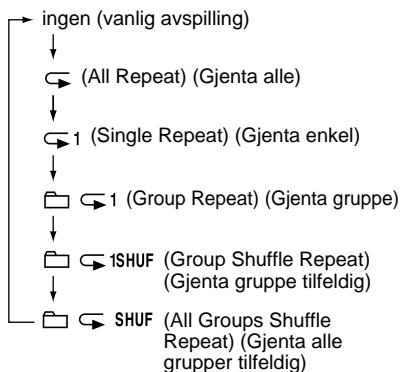 ingen (vanlig avspilling)
(All Repeat) (Gjenta alle)
1 (Single Repeat) (Gjenta enkel)
1 (Group Repeat) (Gjenta gruppe)
1SHUF (Group Shuffle Repeat)
(Gjenta gruppe tilfeldig)
SHUF (All Groups Shuffle
Repeat) (Gjenta alle
grupper tilfeldig)